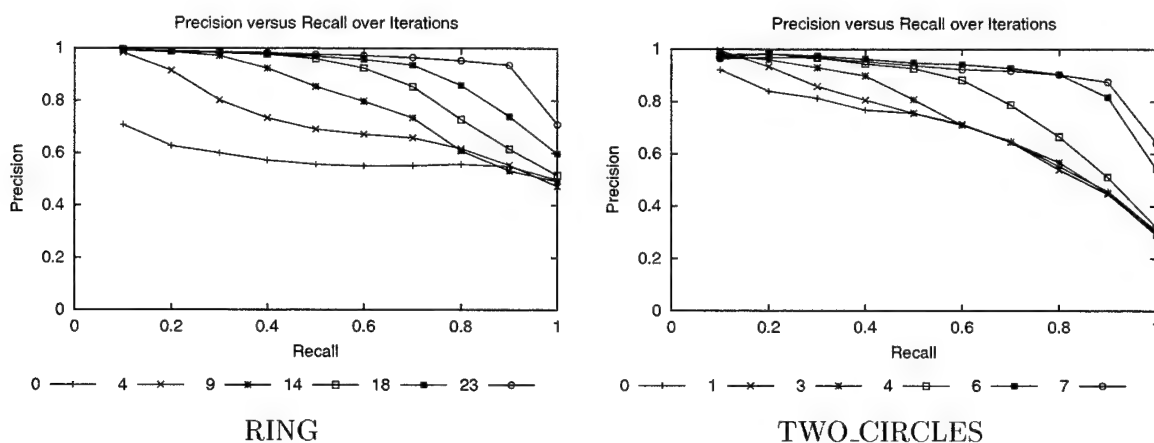 Precision versus Recall over Iterations
1
0.8
0.6
0.4
0.2
0
Precision
0 0.2 0.4 0.6 0.8 1
Recall
0 4 9 14 18 23
RING
Precision versus Recall over Iterations
1
0.8
0.6
0.4
0.2
0
Precision
0 0.2 0.4 0.6 0.8 1
Recall
0 1 3 4 6 7
TWO_CIRCLES